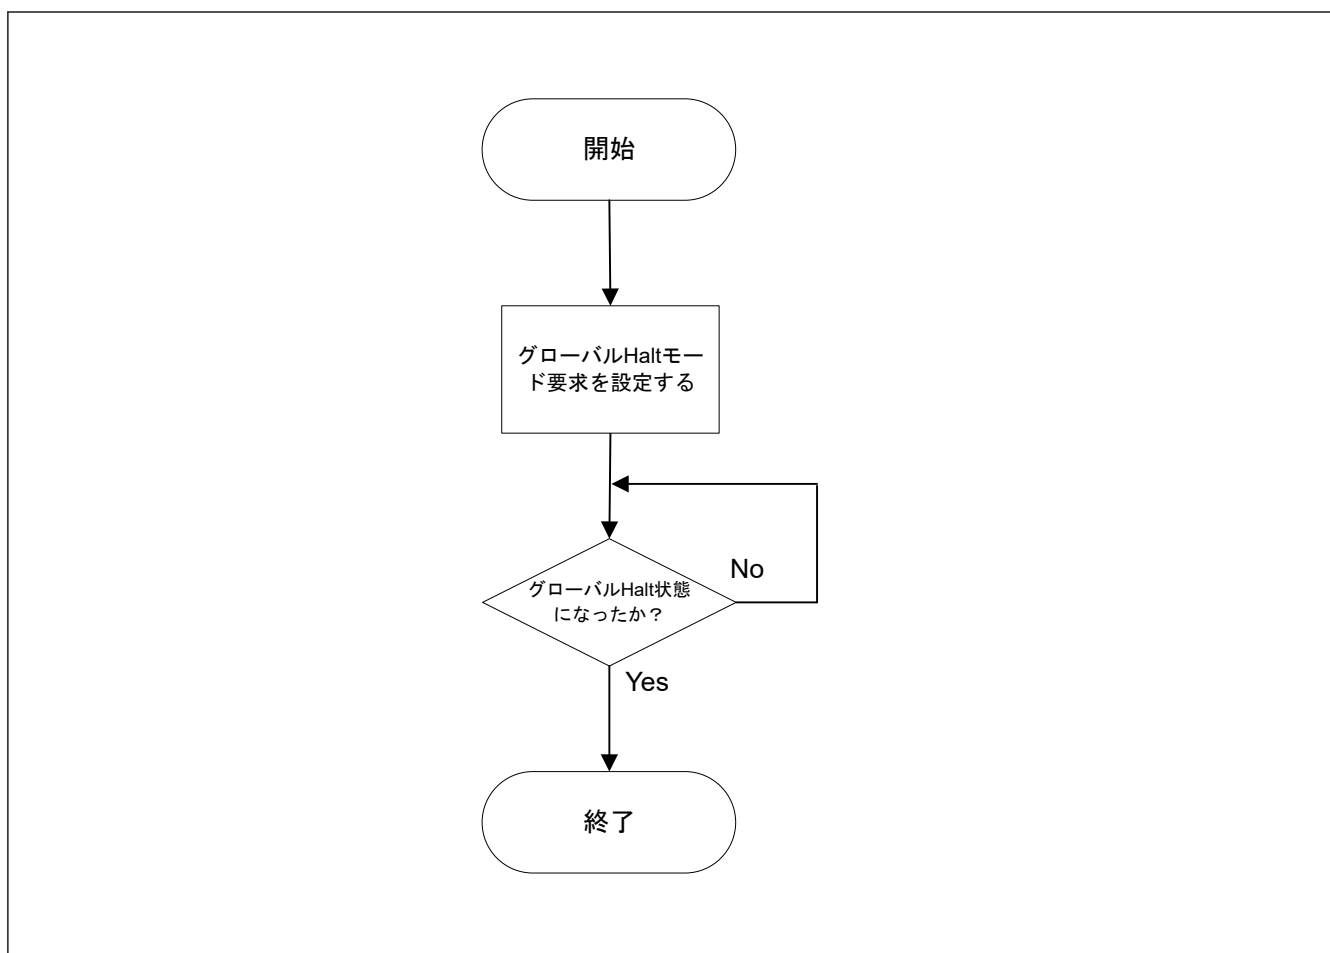 開始
グローバルHaltモー
ド要求を設定する
グローバルHalt状態
になったか？
No
Yes
終了